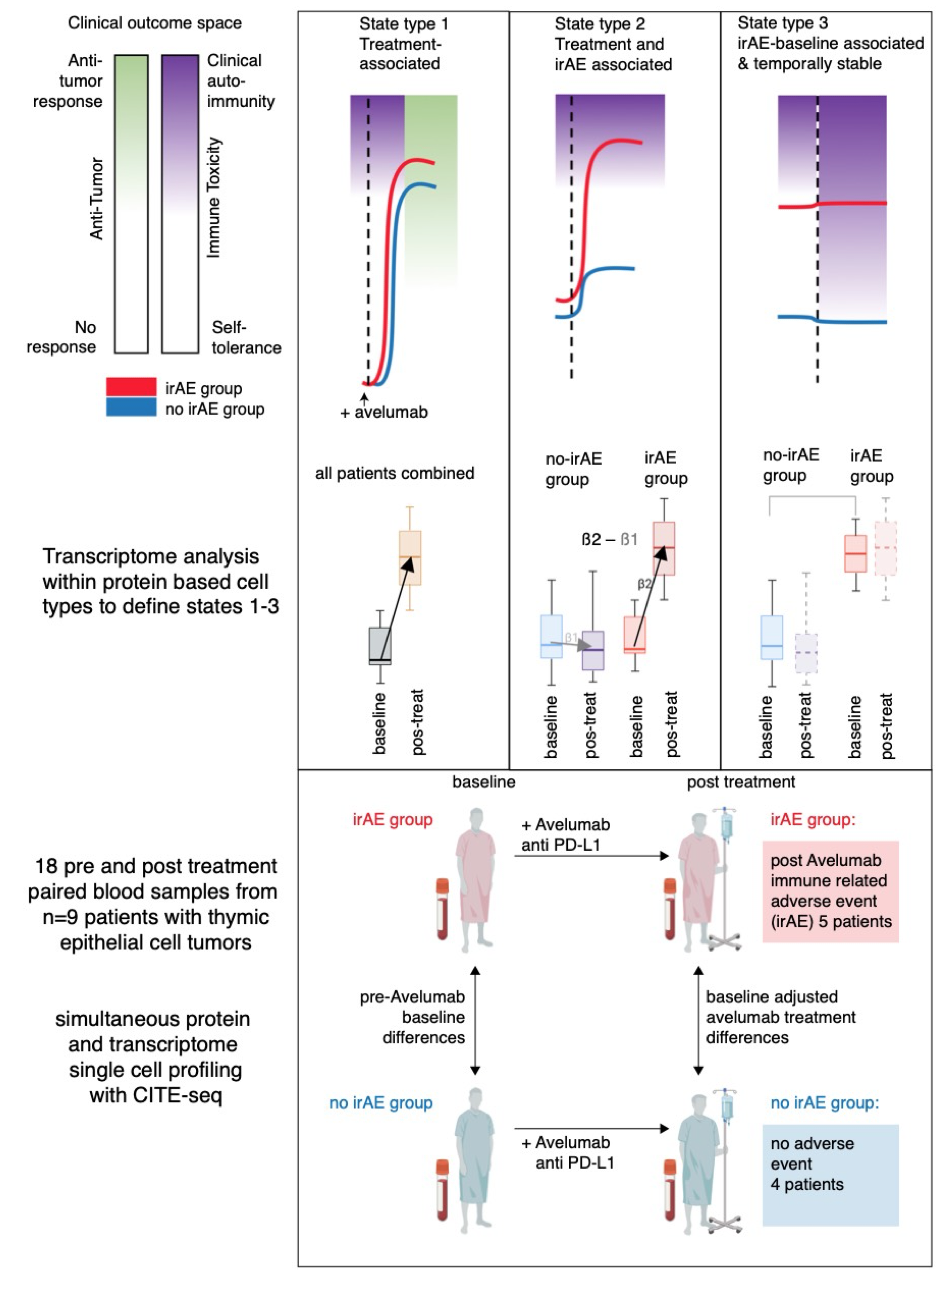 Clinical outcome space
Anti-
tumor
response
Clinical
auto-
immunity
Anti-Tumor
Immune Toxicity
No
response
Self-
tolerance
irAE group
no irAE group
State type 1
Treatment-
associated
+ avelumab
State type 2
Treatment and
irAE associated
State type 3
irAE-baseline associated
& temporally stable
Transcriptome analysis
within protein based cell
types to define states 1-3
all patients combined
baseline
pos-treat
no-irAE
group
irAE
group
ß2 – ß1
β1
β2
baseline
pos-treat
baseline
pos-treat
no-irAE
group
irAE
group
baseline
pos-treat
baseline
pos-treat
18 pre and post treatment
paired blood samples from
n=9 patients with thymic
epithelial cell tumors
simultaneous protein
and transcriptome
single cell profiling
with CITE-seq
baseline
post treatment
irAE group
+ Avelumab
anti PD-L1
irAE group:
post Avelumab
immune related
adverse event
(irAE) 5 patients
pre-Avelumab
baseline
differences
baseline adjusted
avelumab treatment
differences
no irAE group
+ Avelumab
anti PD-L1
no irAE group:
no adverse
event
4 patients